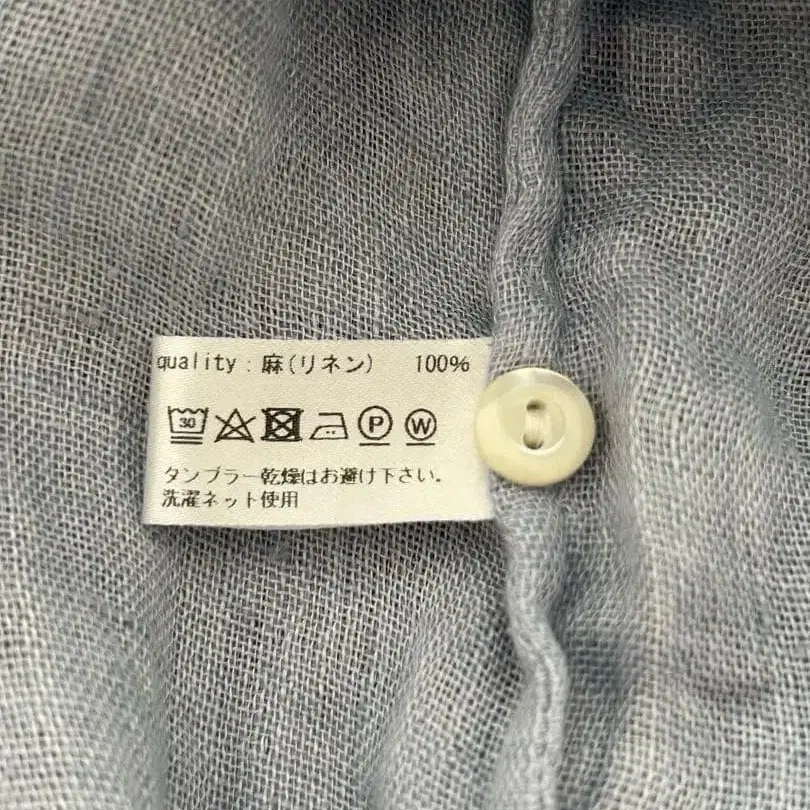 quality : 麻(リネン) 100%
30 P W
タンブラー乾燥はお避け下さい。
洗濯ネット使用